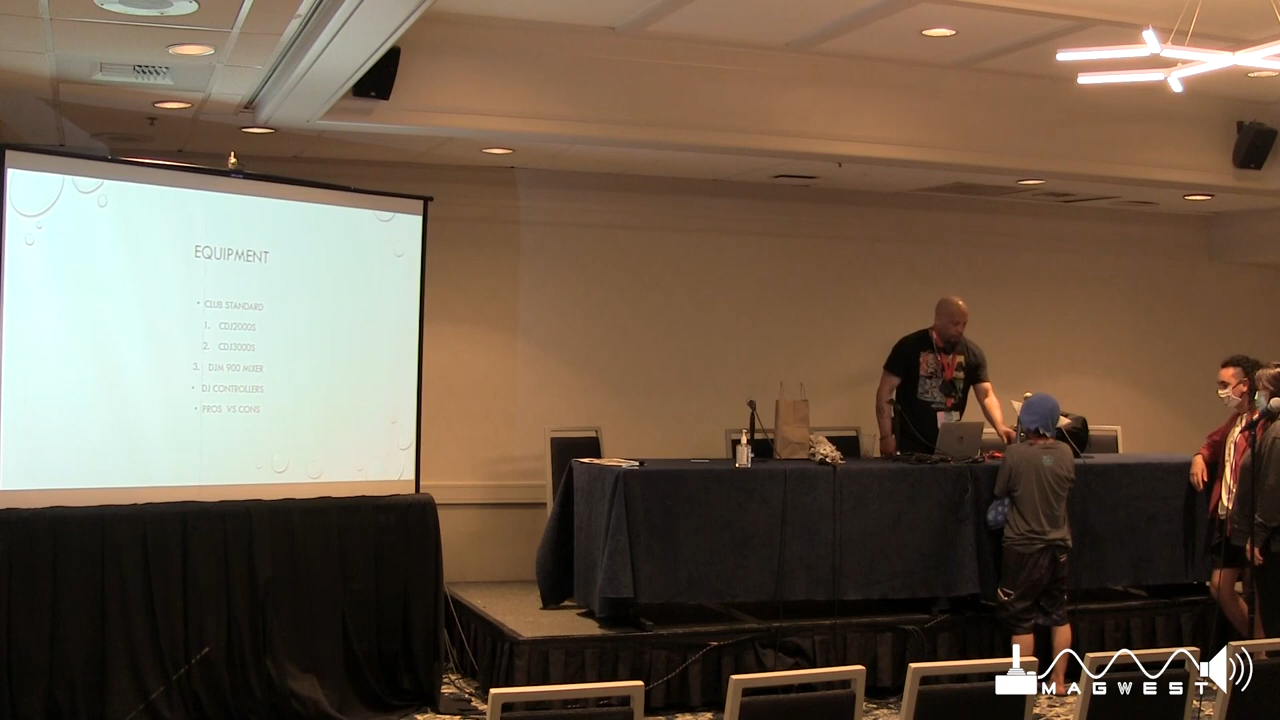 EQUIPMENT
• CLUB STANDARD
1. CDJ2000S
2. CDJ3000S
3. DJM 900 MIXER
• DJ CONTROLLERS
• PROS VS CONS
MAGWEST